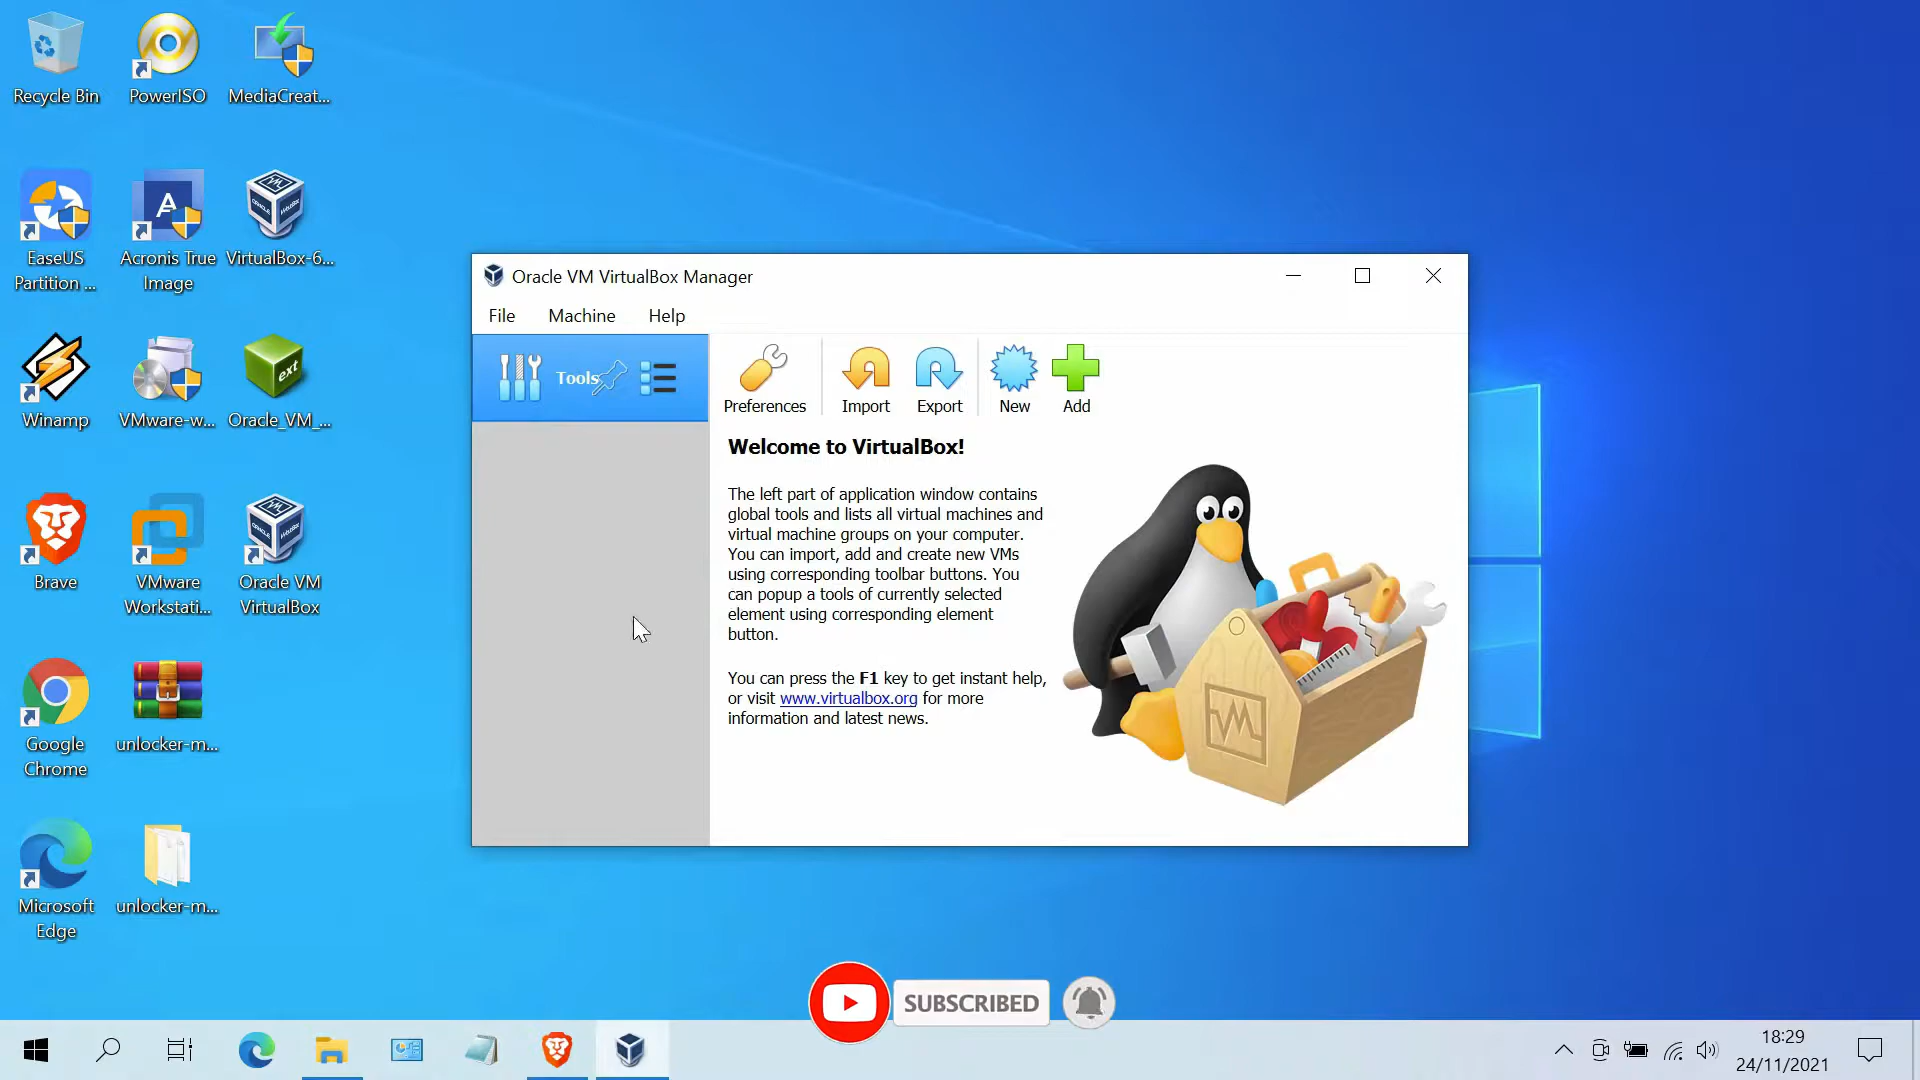 Recycle Bin
PowerISO
MediaCreat...
EaseUS
Partition ...
Acronis True
Image
VirtualBox-6...
Winamp
VMware-w...
Oracle_VM_...
ext
Brave
VMware
Workstati...
Oracle VM
VirtualBox
Google
Chrome
unlocker-m...
Microsoft
Edge
unlocker-m...
Oracle VM VirtualBox Manager
File Machine Help
Tools
Preferences
Import
Export
New
Add
Welcome to VirtualBox!
The left part of application window contains
global tools and lists all virtual machines and
virtual machine groups on your computer.
You can import, add and create new VMs
using corresponding toolbar buttons. You
can popup a tools of currently selected
element using corresponding element
button.
You can press the F1 key to get instant help,
or visit www.virtualbox.org for more
information and latest news.
SUBSCRIBED
18:29
24/11/2021